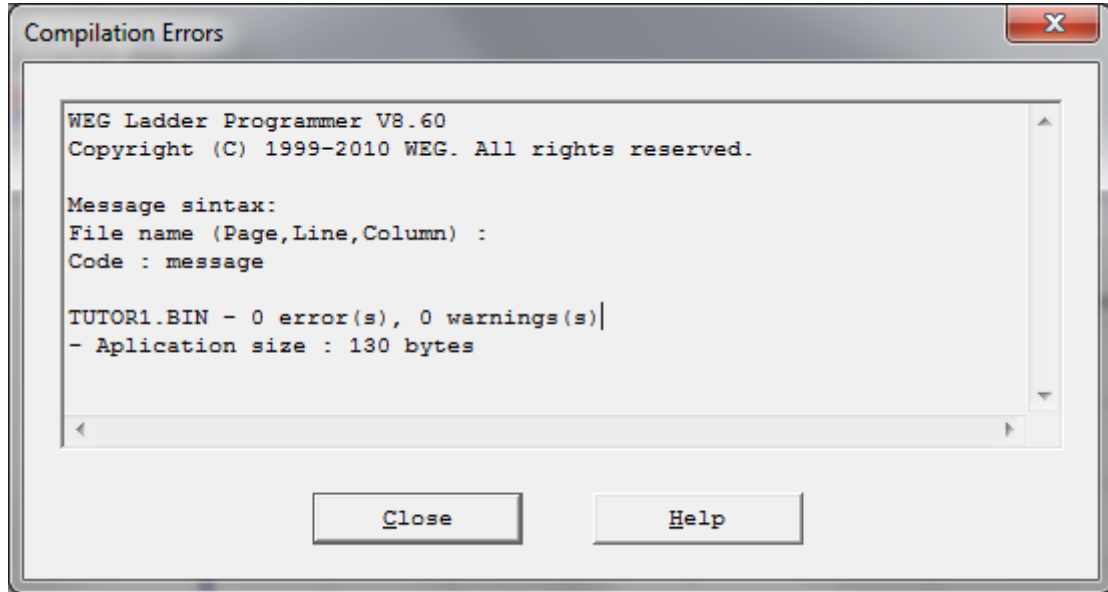 Compilation Errors
WEG Ladder Programmer V8.60
Copyright (C) 1999-2010 WEG. All rights reserved.
Message sintax:
File name (Page,Line,Column) :
Code : message
TUTOR1.BIN - 0 error(s), 0 warnings(s)
- Aplication size : 130 bytes
Close
Help